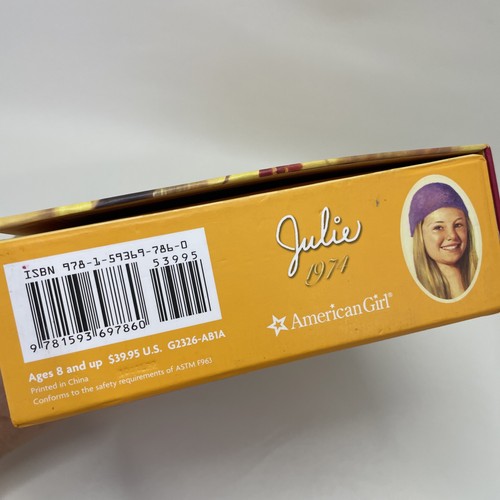 ISBN 978-1-59369-786-0
53995
9 781593 697860
Ages 8 and up $39.95 U.S. G2326-AB1A
Printed in China
Conforms to the safety requirements of ASTM F963
Julie
1974
American Girl®